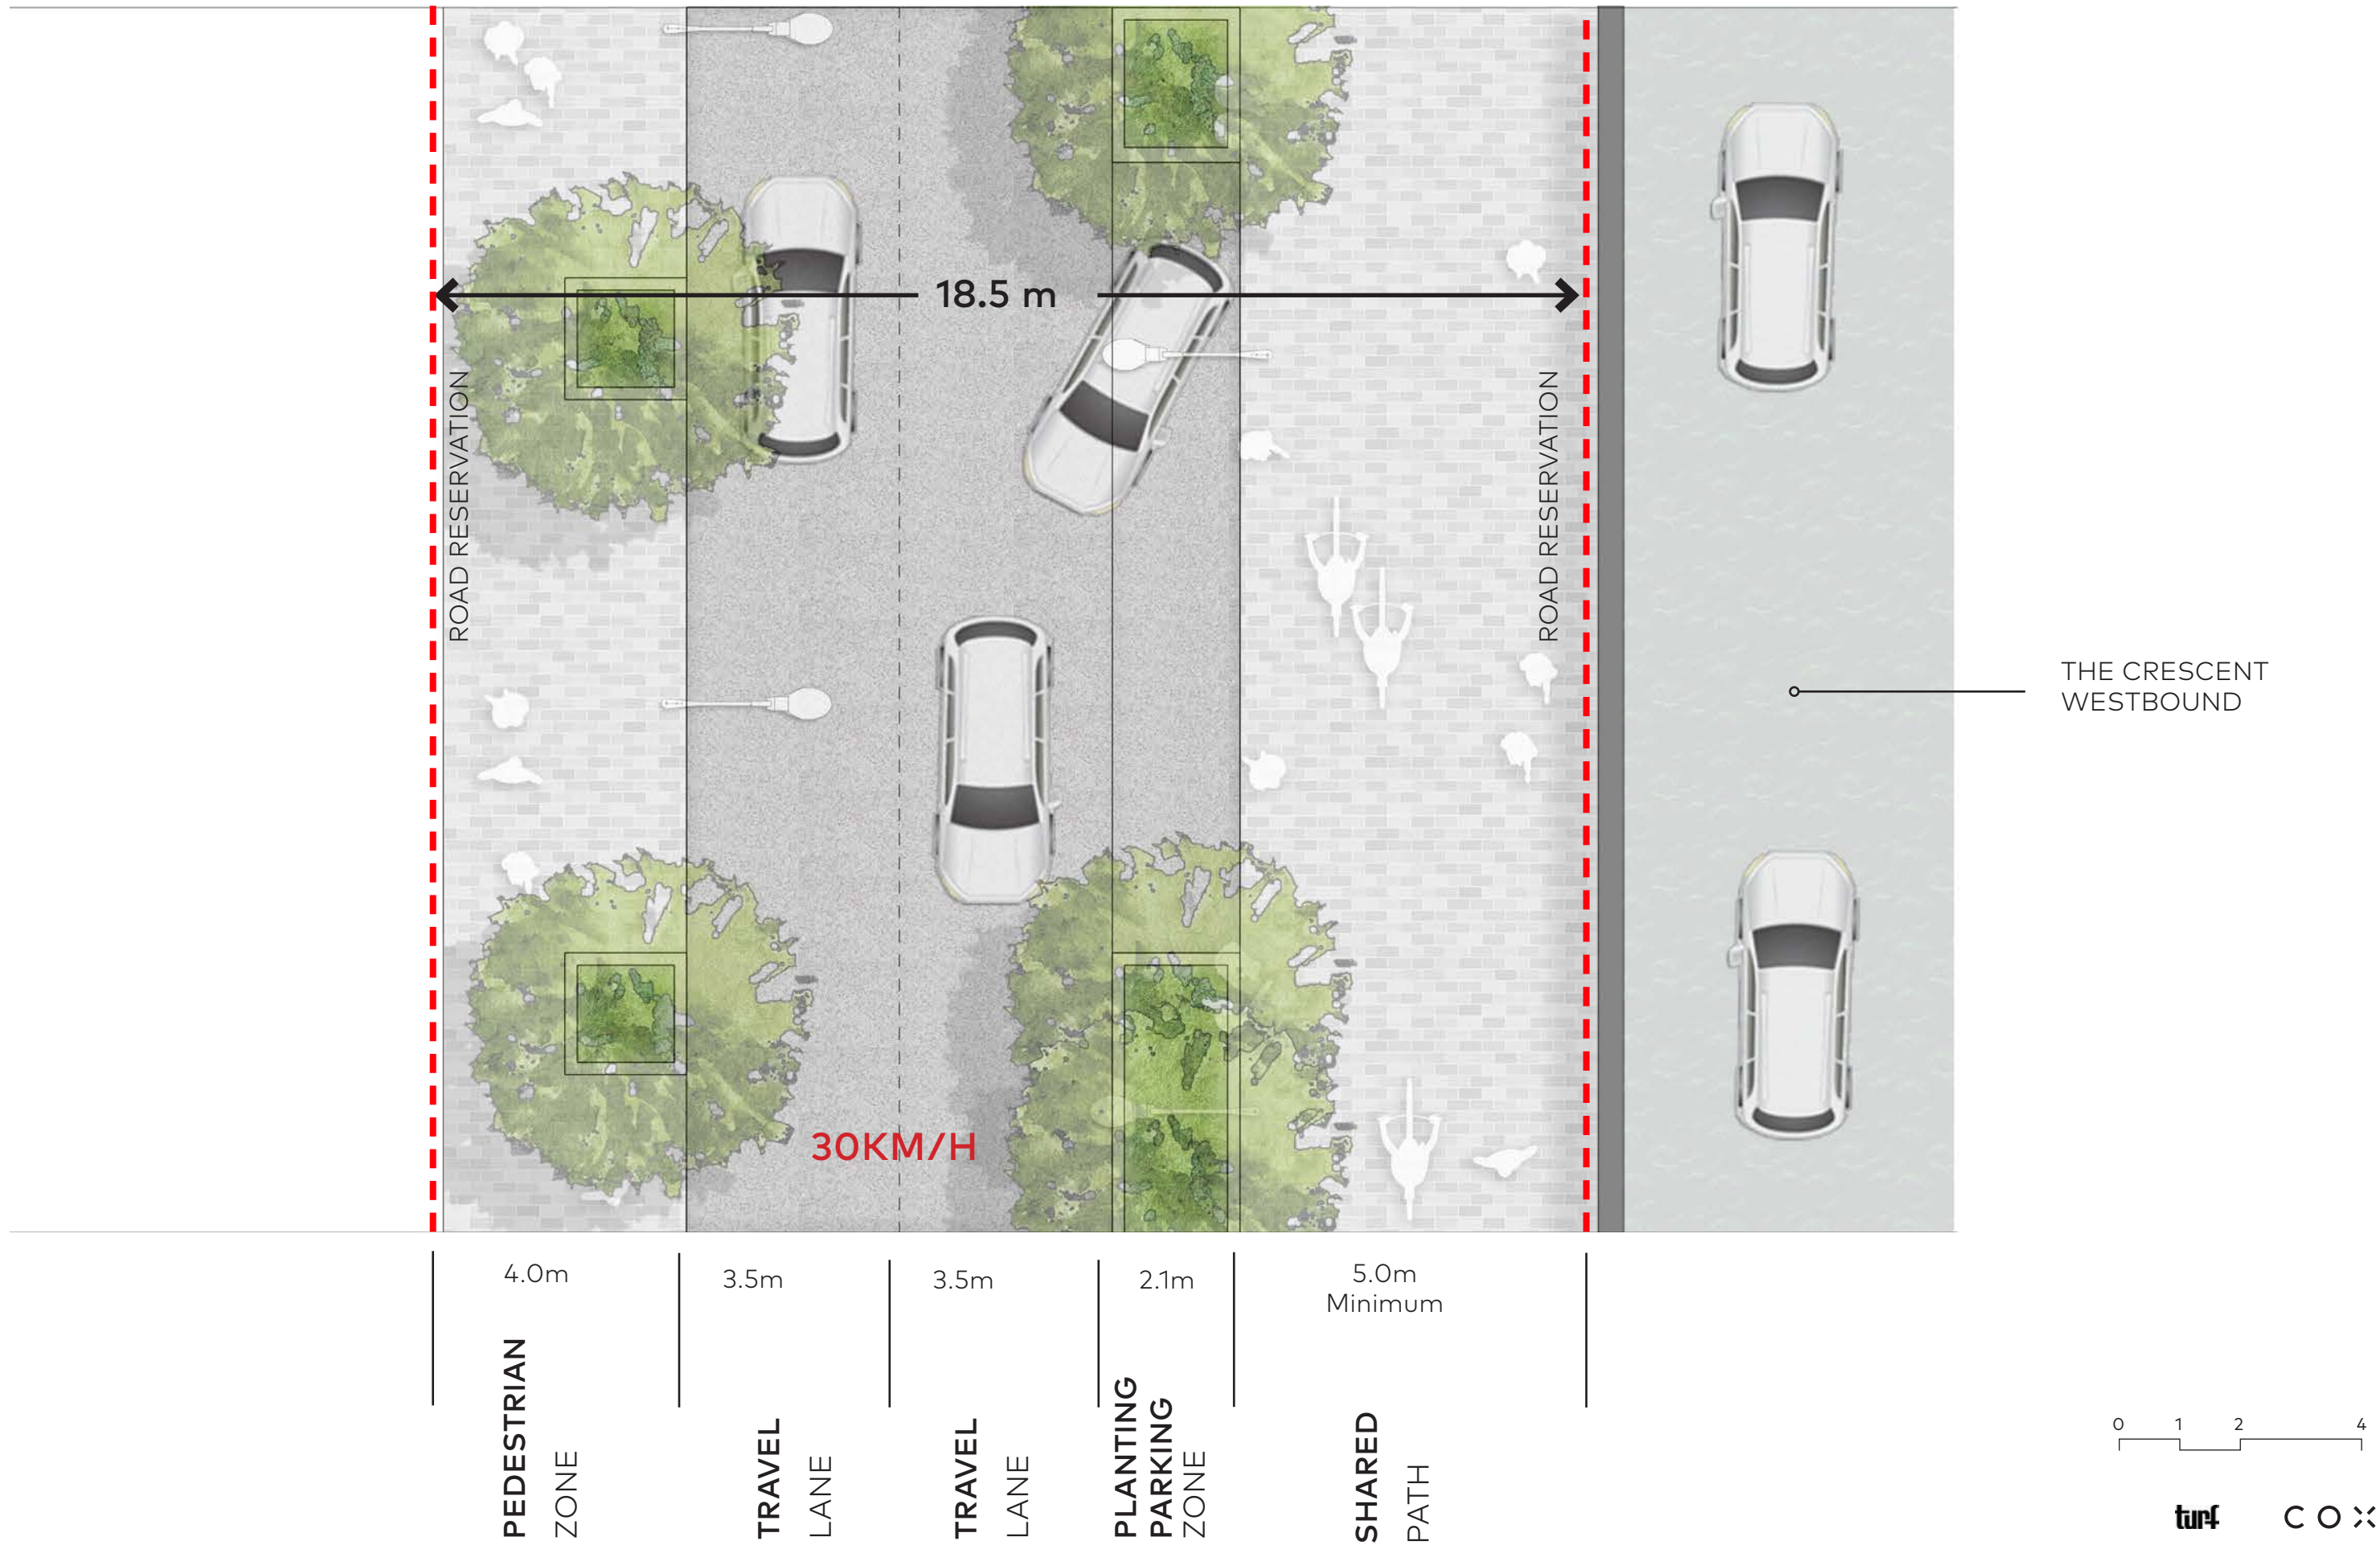 18.5 m
ROAD RESERVATION
ROAD RESERVATION
THE CRESCENT
WESTBOUND
30KM/H
4.0m
3.5m
3.5m
2.1m
5.0m
Minimum
PEDESTRIAN
ZONE
TRAVEL
LANE
TRAVEL
LANE
PLANTING
PARKING
ZONE
SHARED
PATH
0 1 2 4
turf
COX